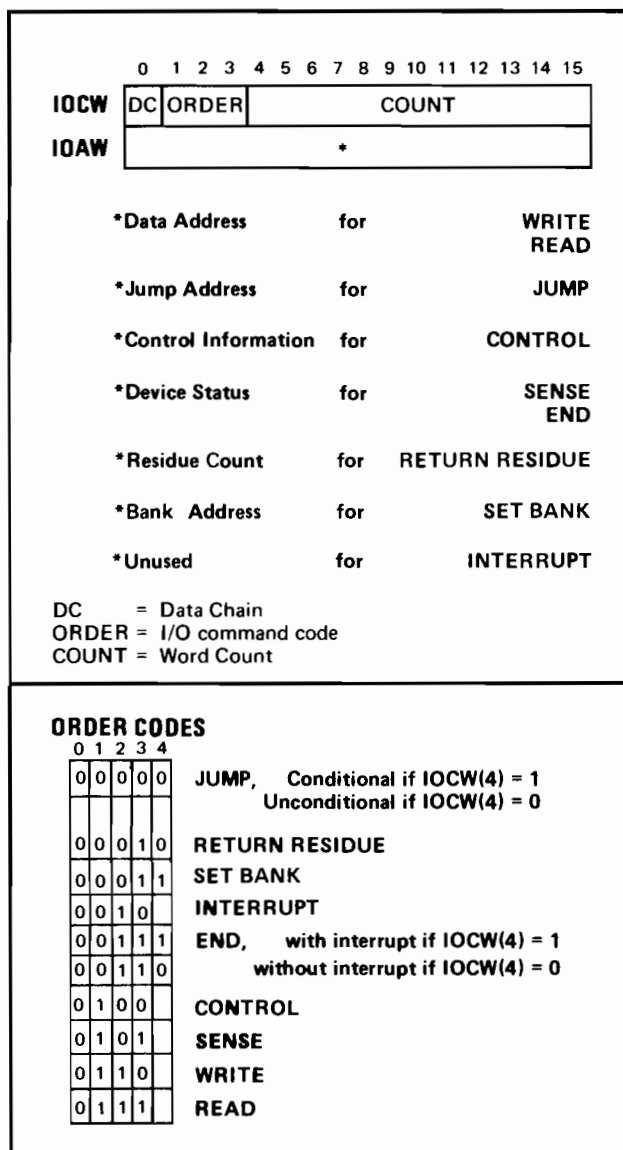 0 1 2 3 4 5 6 7 8 9 10 11 12 13 14 15
IOCW DC ORDER COUNT
IOAW *
*Data Address for WRITE
READ
*Jump Address for JUMP
*Control Information for CONTROL
*Device Status for SENSE
END
*Residue Count for RETURN RESIDUE
*Bank Address for SET BANK
*Unused for INTERRUPT
DC = Data Chain
ORDER = I/O command code
COUNT = Word Count
ORDER CODES
0 1 2 3 4
0 0 0 0 0 JUMP, Conditional if IOCW(4) = 1
Unconditional if IOCW(4) = 0
0 0 0 1 0 RETURN RESIDUE
0 0 0 1 1 SET BANK
0 0 1 0 INTERRUPT
0 0 1 1 1 END, with interrupt if IOCW(4) = 1
0 0 1 1 0 without interrupt if IOCW(4) = 0
0 1 0 0 CONTROL
0 1 0 1 SENSE
0 1 1 0 WRITE
0 1 1 1 READ